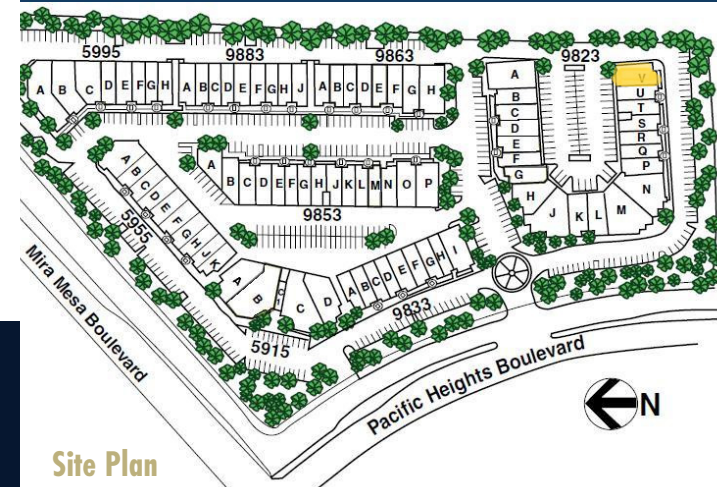 5995
9883
9863
9823
A B C D E F G H
A B C D E F G H J
A B C D E F G H
A
B
C
D
E
F
G
H
J
K
L
M
N
P
Q
R
S
T
U
V
A B C D E F G H J K
5955
A
B C D E F G H J K L M N O P
9853
A B C D
5915
A B C D E F G H I
9833
Mira Mesa Boulevard
Pacific Heights Boulevard
N
Site Plan